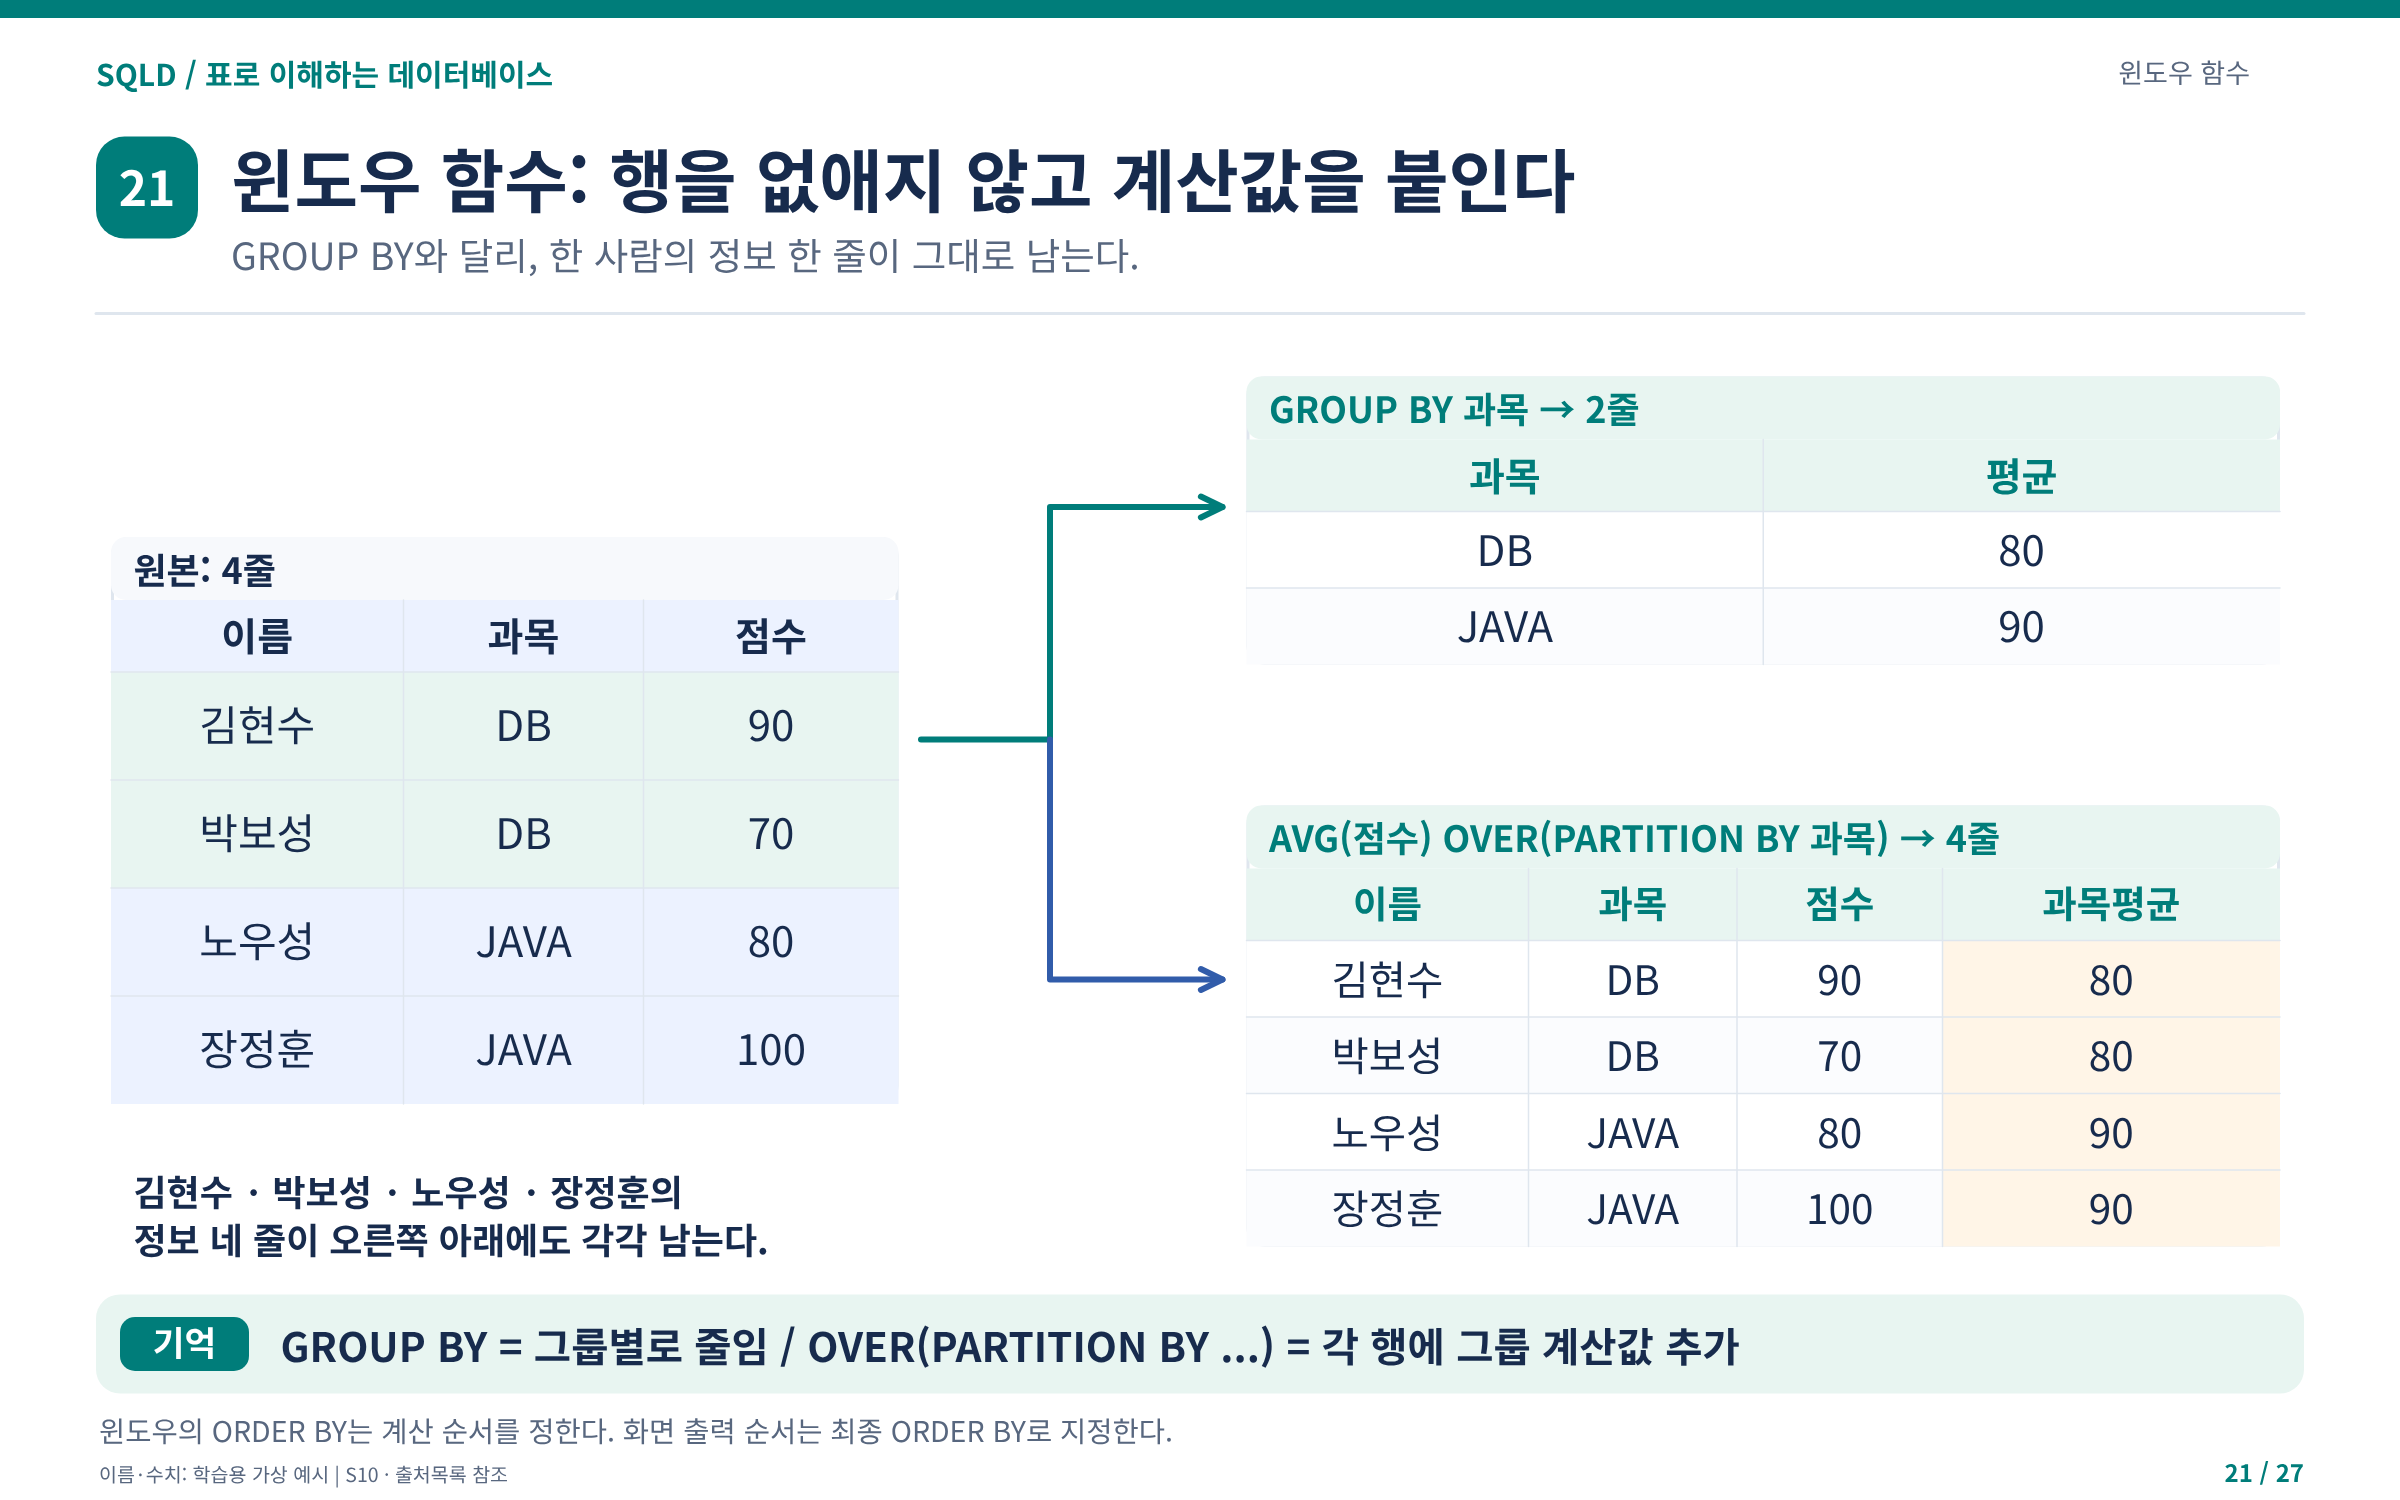 SQLD / 표로 이해하는 데이터베이스
윈도우 함수
21
윈도우 함수: 행을 없애지 않고 계산값을 붙인다
GROUP BY와 달리, 한 사람의 정보 한 줄이 그대로 남는다.
원본: 4줄
이름 과목 점수
김현수 DB 90
박보성 DB 70
노우성 JAVA 80
장정훈 JAVA 100
김현수 · 박보성 · 노우성 · 장정훈의
정보 네 줄이 오른쪽 아래에도 각각 남는다.
GROUP BY 과목 → 2줄
과목 평균
DB 80
JAVA 90
AVG(점수) OVER(PARTITION BY 과목) → 4줄
이름 과목 점수 과목평균
김현수 DB 90 80
박보성 DB 70 80
노우성 JAVA 80 90
장정훈 JAVA 100 90
기억 GROUP BY = 그룹별로 줄임 / OVER(PARTITION BY ...) = 각 행에 그룹 계산값 추가
윈도우의 ORDER BY는 계산 순서를 정한다. 화면 출력 순서는 최종 ORDER BY로 지정한다.
이름·수치: 학습용 가상 예시 | S10 · 출처목록 참조
21 / 27